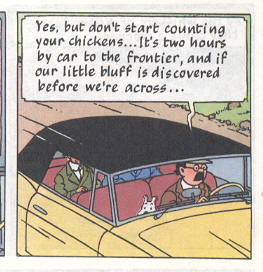 Yes, but don't start counting
your chickens...It's two hours
by car to the frontier, and if
our little bluff is discovered
before we're across...